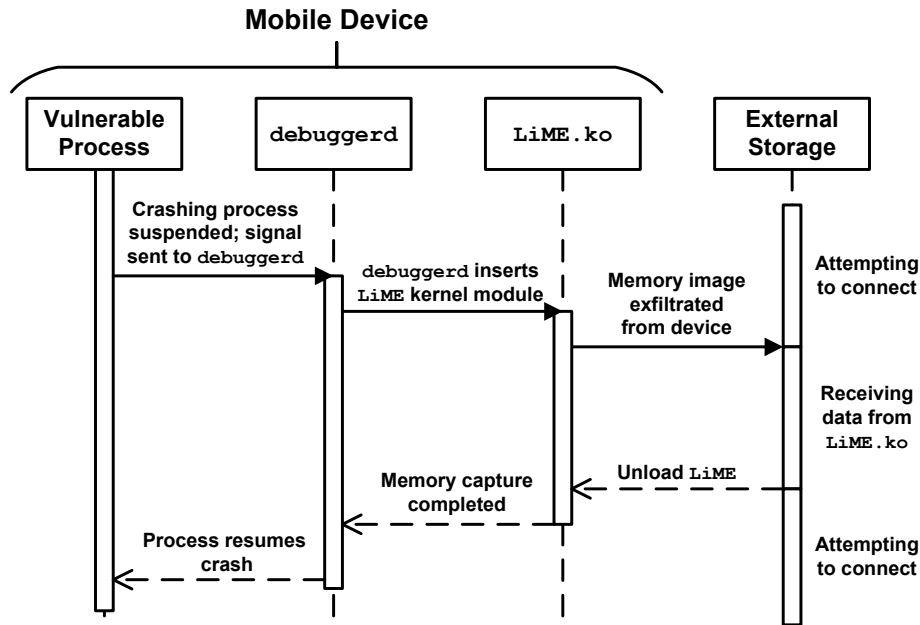 Mobile Device
Vulnerable
Process
debuggerd
LiME.ko
External
Storage
Crashing process
suspended; signal
sent to debuggerd
debuggerd inserts
LiME kernel module
Memory image
exfiltrated
from device
Attempting
to connect
Receiving
data from
LiME.ko
Unload LiME
Memory capture
completed
Process resumes
crash
Attempting
to connect